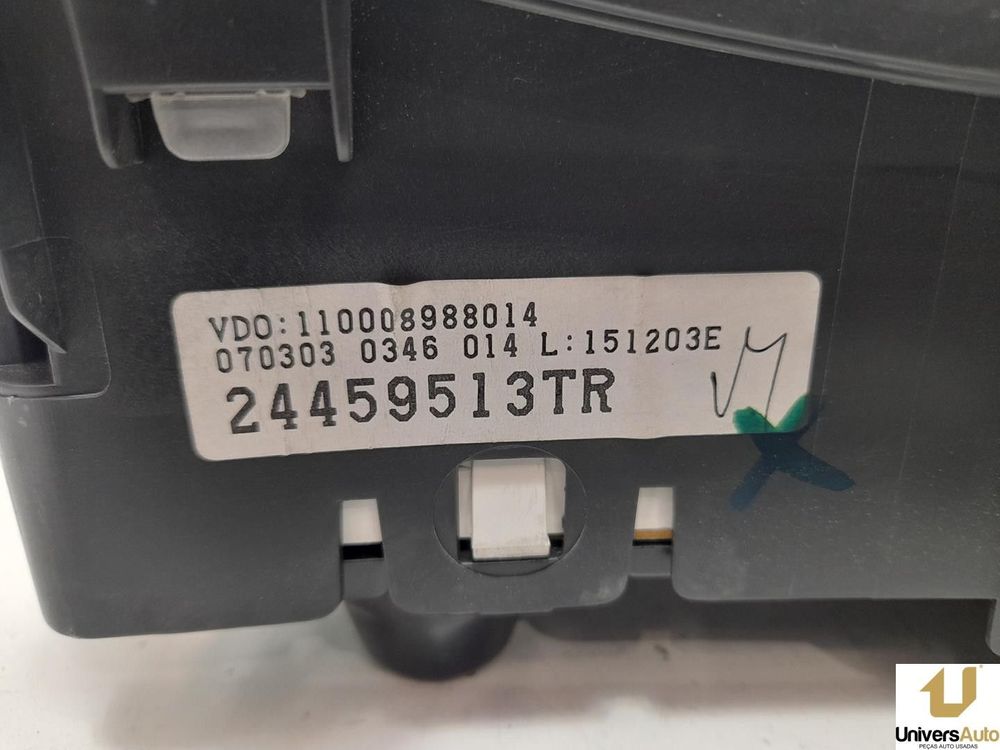 VDO:110008988014
070303 0346 014 L:151203E
24459513TR
UniversAuto
PEÇAS AUTO USADAS